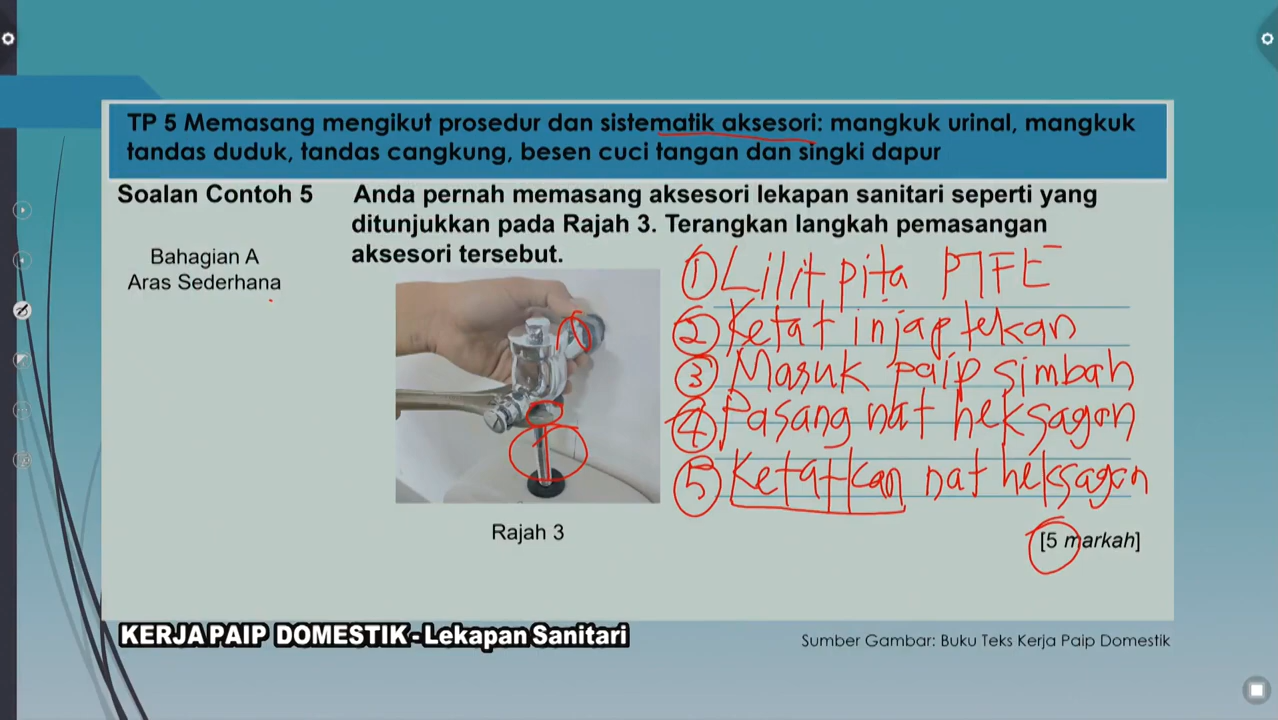 TP 5 Memasang mengikut prosedur dan sistematik aksesori: mangkuk urinal, mangkuk
tandas duduk, tandas cangkung, besen cuci tangan dan singki dapur
Soalan Contoh 5
Bahagian A
Aras Sederhana
Anda pernah memasang aksesori lekapan sanitari seperti yang
ditunjukkan pada Rajah 3. Terangkan langkah pemasangan
aksesori tersebut.
Rajah 3
1 Lilit pita PTFE
2 Ketat injap tekan
3 Masuk paip simbah
4 Pasang nat heksagon
5 Ketatkan nat heksagon
[5 markah]
KERJA PAIP DOMESTIK - Lekapan Sanitari
Sumber Gambar: Buku Teks Kerja Paip Domestik